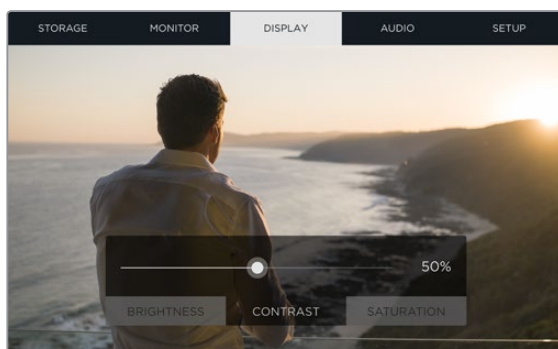 STORAGE MONITOR DISPLAY AUDIO SETUP
50%
BRIGHTNESS CONTRAST SATURATION